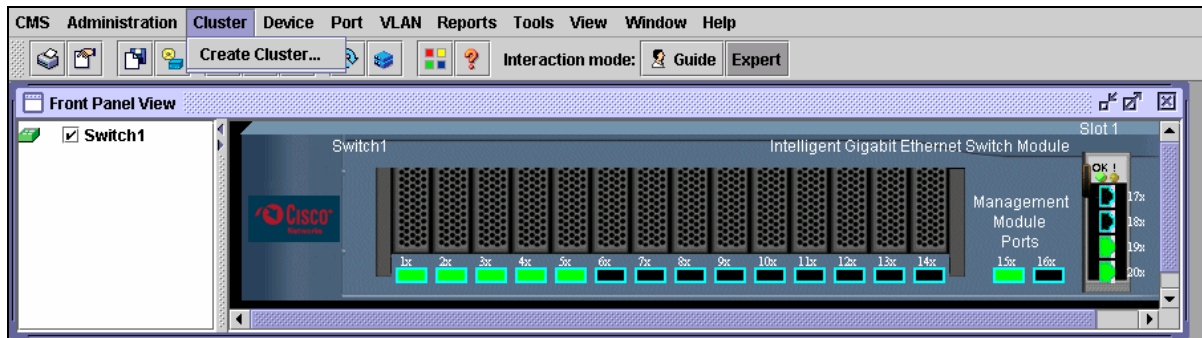 CMS Administration Cluster Device Port VLAN Reports Tools View Window Help
Create Cluster...
Interaction mode: Guide Expert
Front Panel View
Switch1
Slot 1
Switch1 Intelligent Gigabit Ethernet Switch Module
OK !
CISCO
Networks
Management
Module
Ports
17x
18x
19x
20x
1x 2x 3x 4x 5x 6x 7x 8x 9x 10x 11x 12x 13x 14x 15x 16x